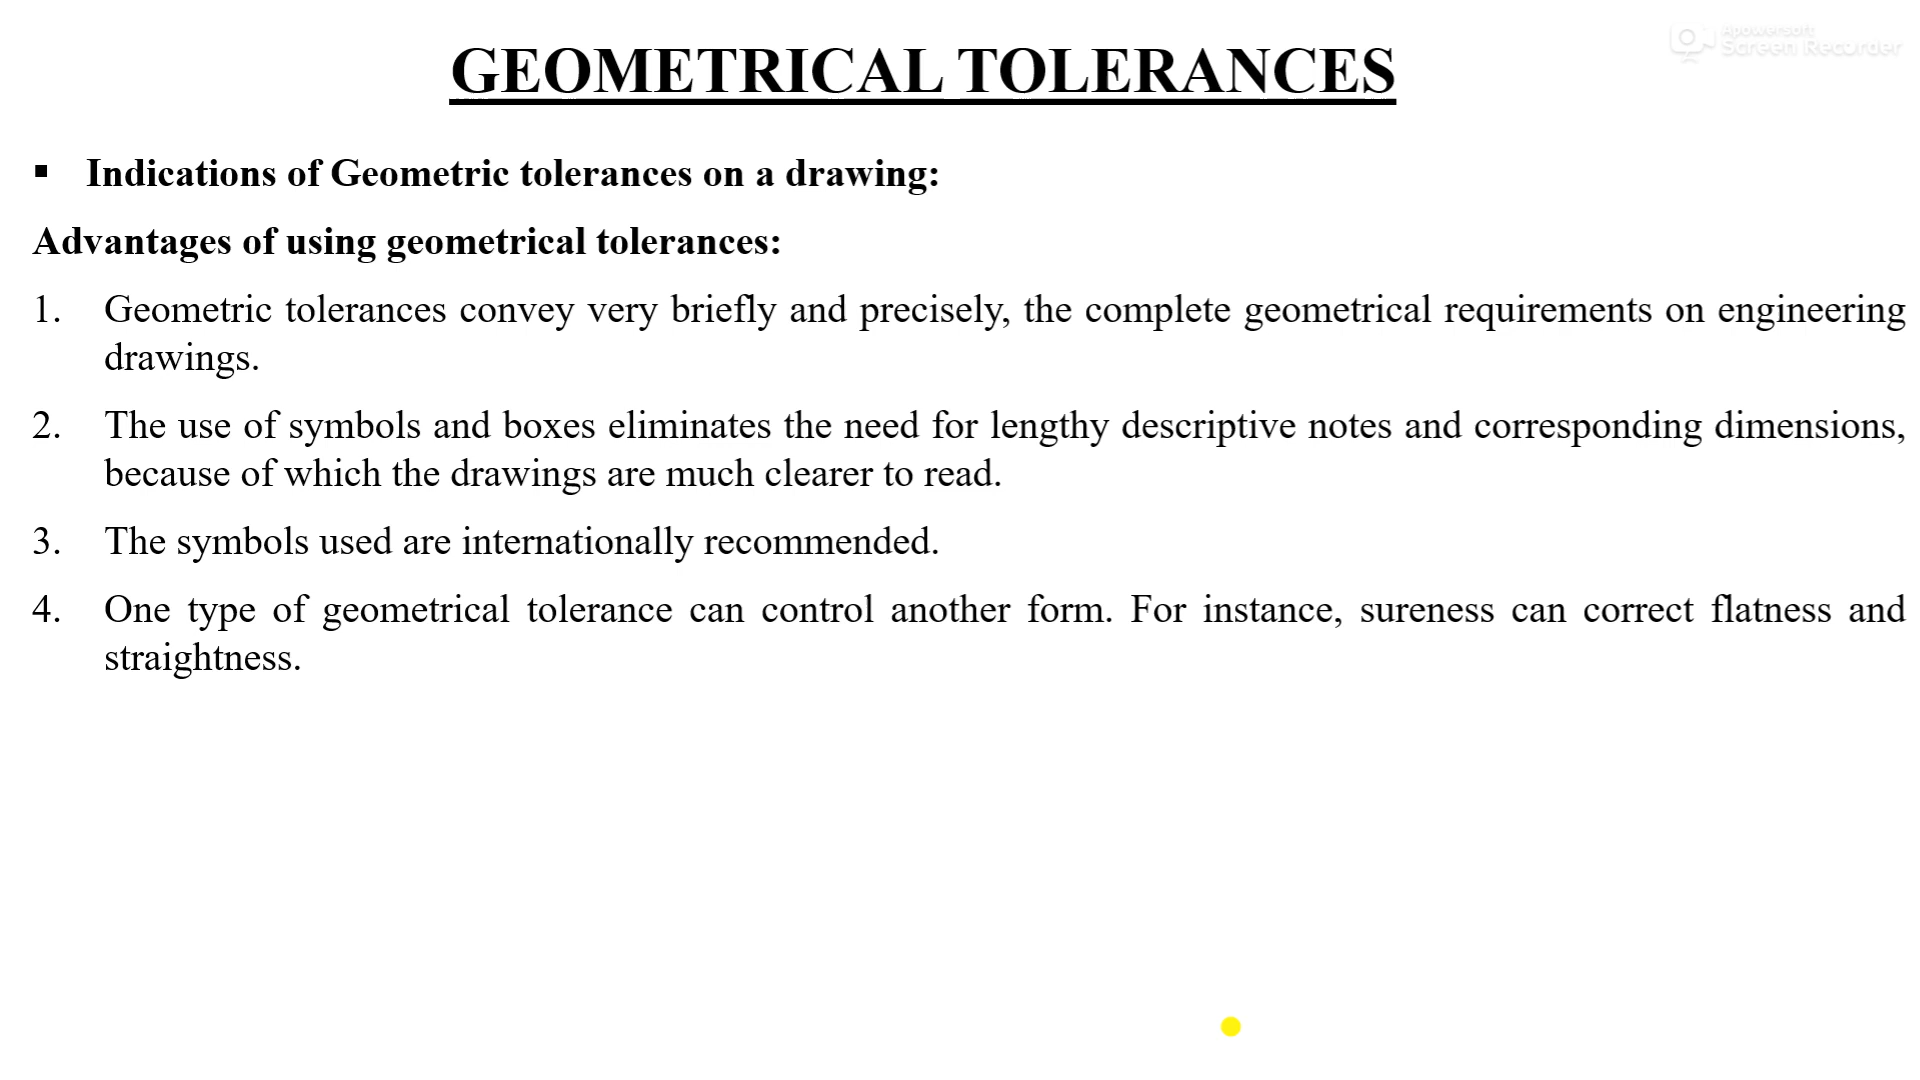 Apowersoft
Screen Recorder
GEOMETRICAL TOLERANCES
▪ Indications of Geometric tolerances on a drawing:
Advantages of using geometrical tolerances:
1. Geometric tolerances convey very briefly and precisely, the complete geometrical requirements on engineering
drawings.
2. The use of symbols and boxes eliminates the need for lengthy descriptive notes and corresponding dimensions,
because of which the drawings are much clearer to read.
3. The symbols used are internationally recommended.
4. One type of geometrical tolerance can control another form. For instance, sureness can correct flatness and
straightness.